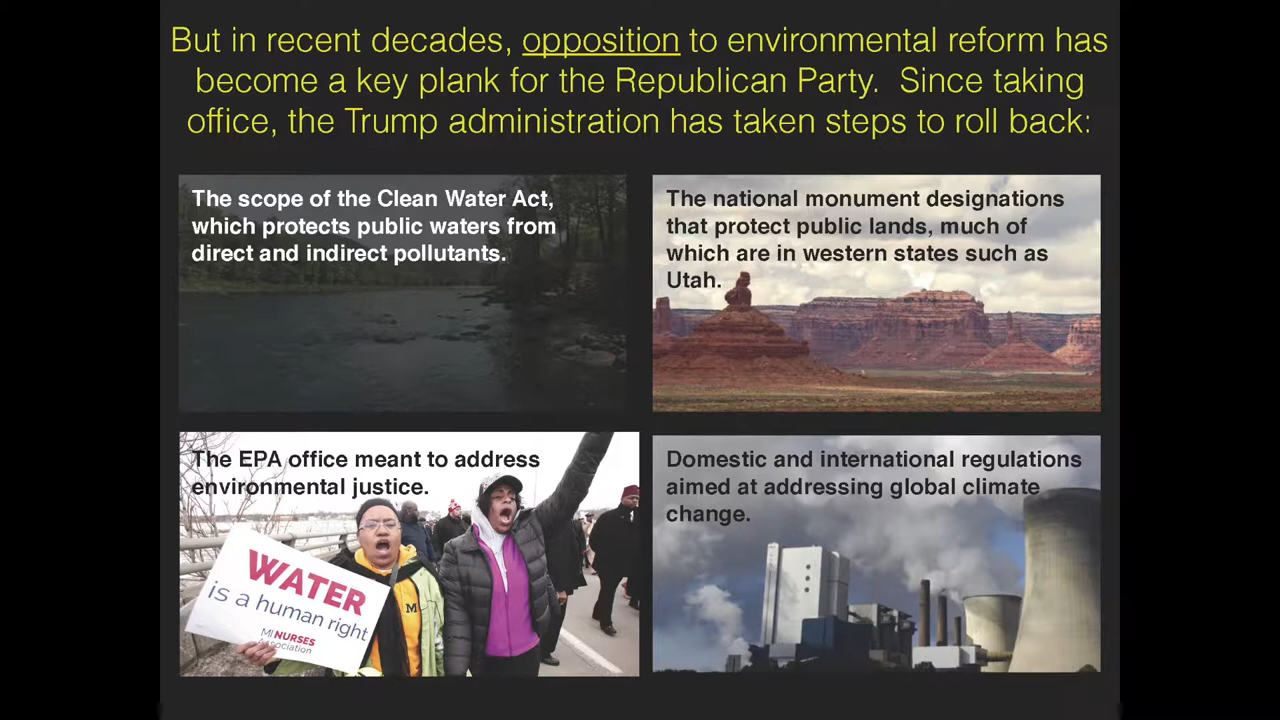 But in recent decades, opposition to environmental reform has
become a key plank for the Republican Party. Since taking
office, the Trump administration has taken steps to roll back:
The scope of the Clean Water Act,
which protects public waters from
direct and indirect pollutants.
The national monument designations
that protect public lands, much of
which are in western states such as
Utah.
The EPA office meant to address
environmental justice.
WATER
is a human right
MI NURSES
Association
M
Domestic and international regulations
aimed at addressing global climate
change.